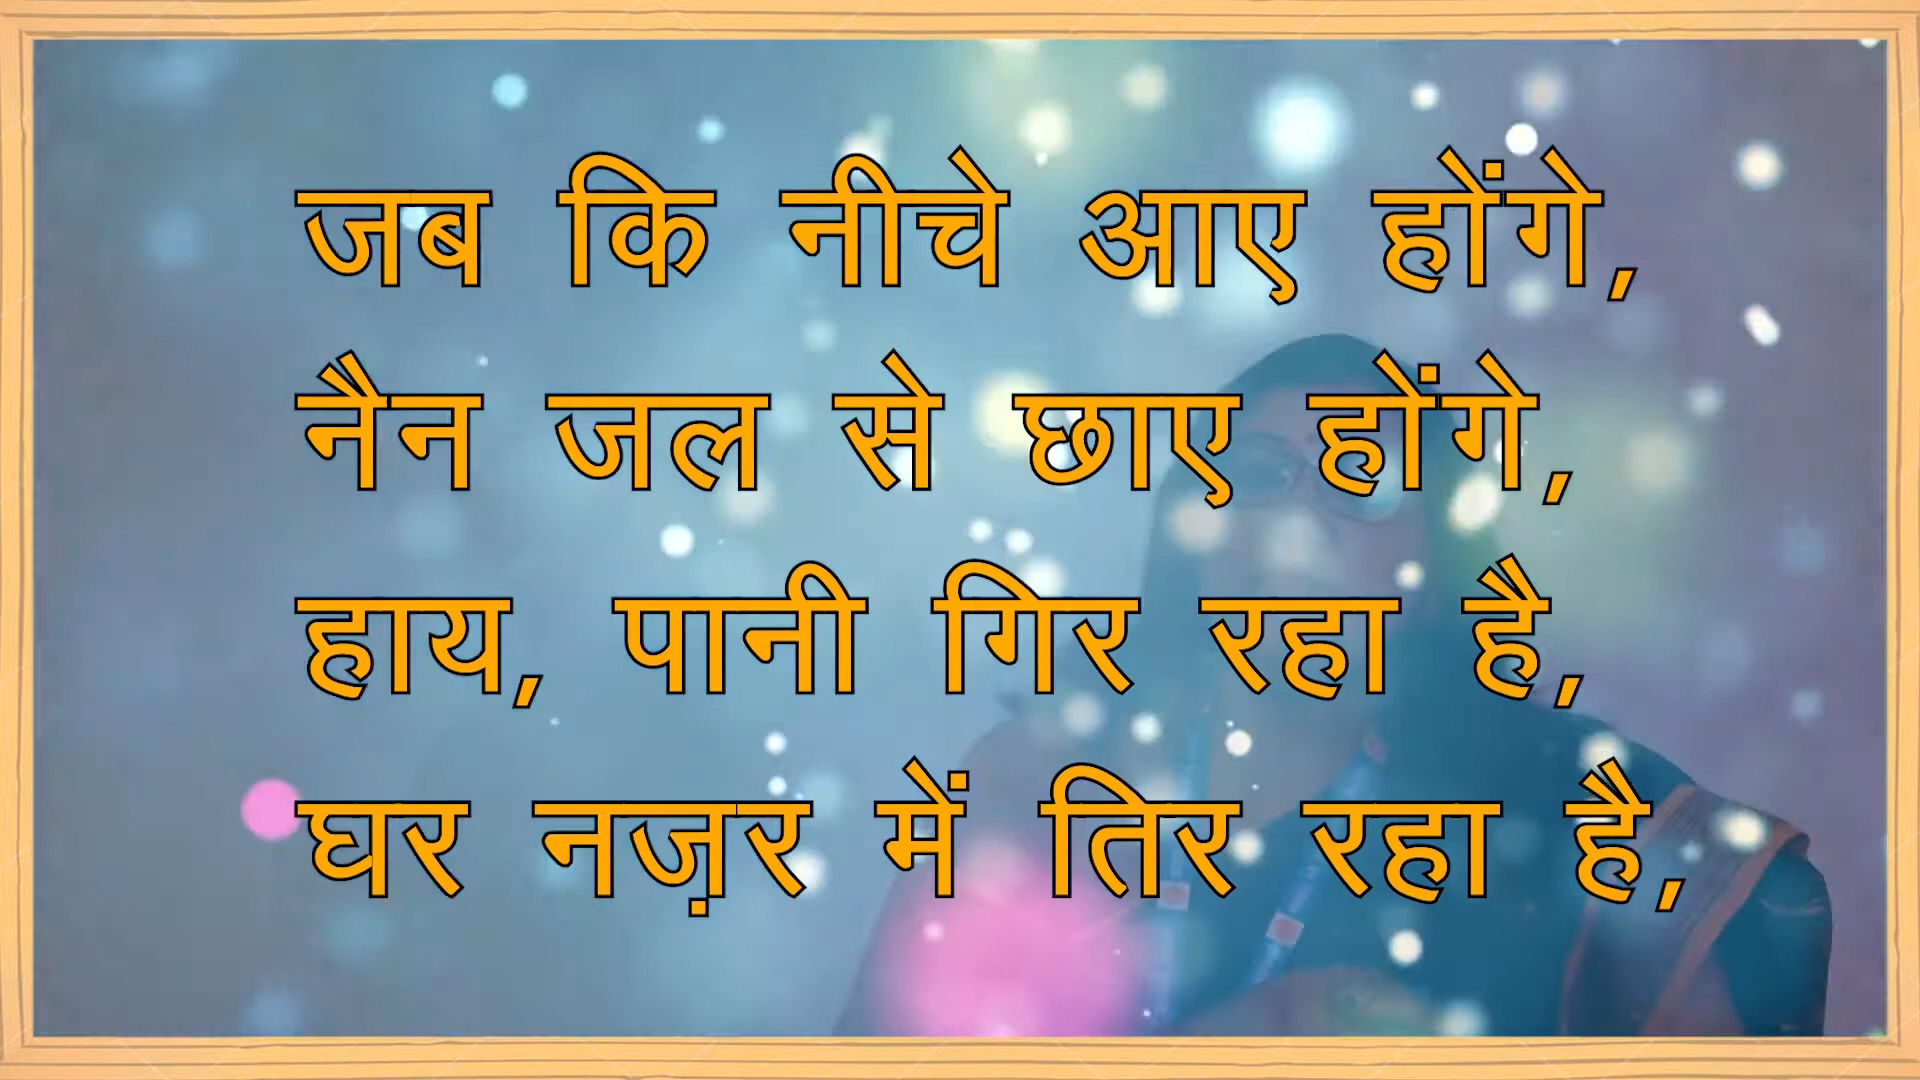 जब कि नीचे आए होंगे,
नैन जल से छाए होंगे,
हाय, पानी गिर रहा है,
घर नज़र में तिर रहा है,